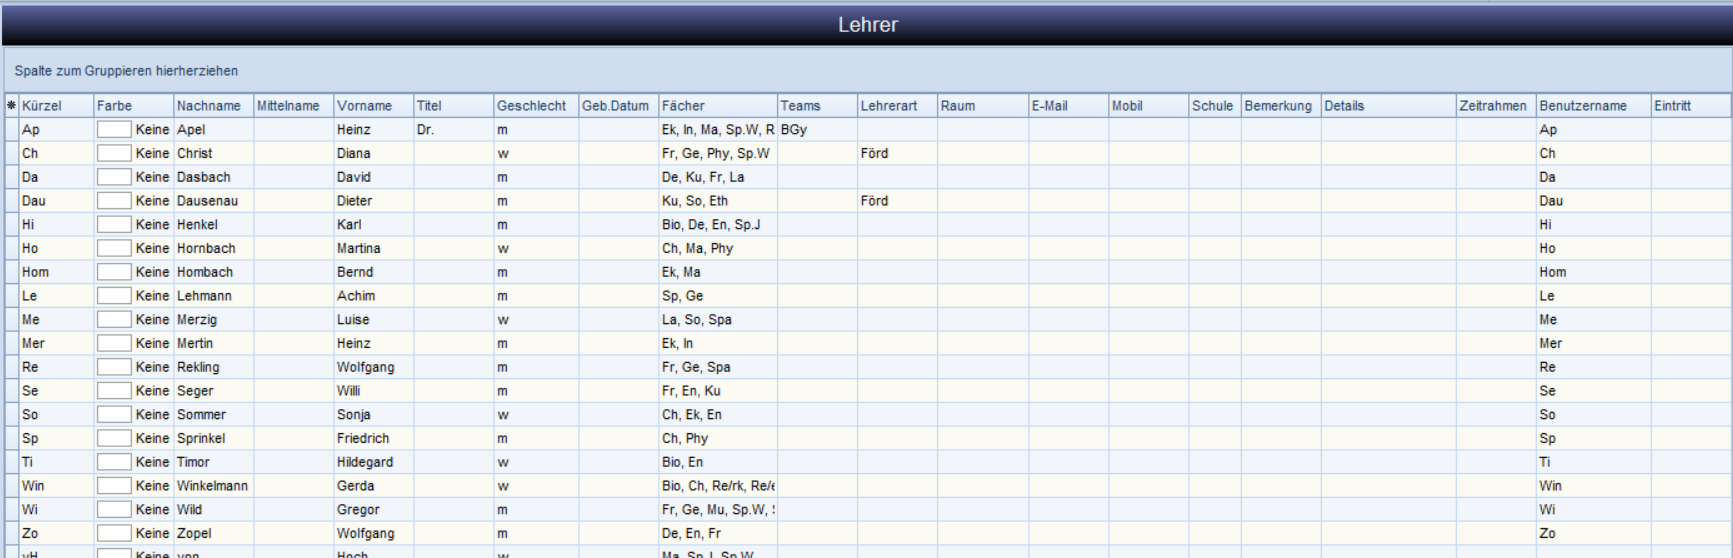 Lehrer
Spalte zum Gruppieren hierherziehen
Kürzel Farbe Nachname Mittelname Vorname Titel Geschlecht Geb.Datum Fächer Teams Lehrerart Raum E-Mail Mobil Schule Bemerkung Details Zeitrahmen Benutzername Eintritt
Ap Keine Apel Heinz Dr. m Ek, In, Ma, Sp.W, R BGy Ap
Ch Keine Christ Diana w Fr, Ge, Phy, Sp.W Förd Ch
Da Keine Dasbach David m De, Ku, Fr, La Da
Dau Keine Dausenau Dieter m Ku, So, Eth Förd Dau
Hi Keine Henkel Karl m Bio, De, En, Sp.J Hi
Ho Keine Hornbach Martina w Ch, Ma, Phy Ho
Hom Keine Hombach Bernd m Ek, Ma Hom
Le Keine Lehmann Achim m Sp, Ge Le
Me Keine Merzig Luise w La, So, Spa Me
Mer Keine Mertin Heinz m Ek, In Mer
Re Keine Rekling Wolfgang m Fr, Ge, Spa Re
Se Keine Seger Willi m Fr, En, Ku Se
So Keine Sommer Sonja w Ch, Ek, En So
Sp Keine Sprinkel Friedrich m Ch, Phy Sp
Ti Keine Timor Hildegard w Bio, En Ti
Win Keine Winkelmann Gerda w Bio, Ch, Re/rk, Re/e Win
Wi Keine Wild Gregor m Fr, Ge, Mu, Sp.W, Wi
Zo Keine Zopel Wolfgang m De, En, Fr Zo
vH Keine von Hoch w Ma, Sp.J, Sp.W